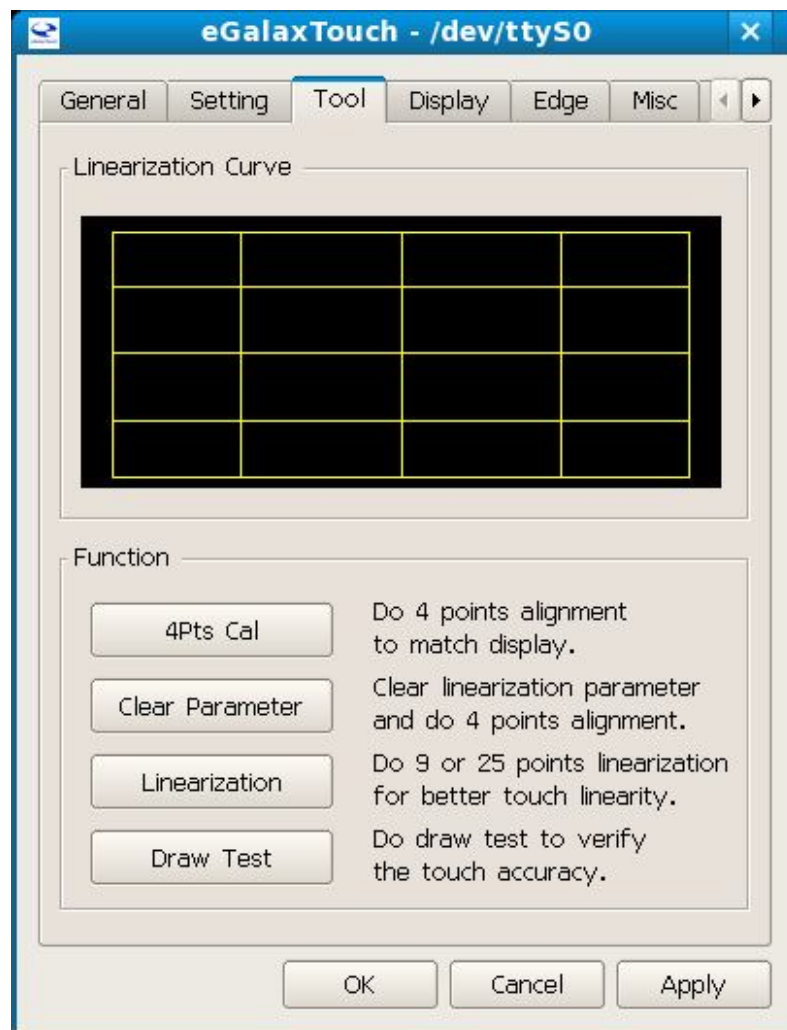 eGalaxTouch - /dev/ttyS0
General Setting Tool Display Edge Misc
Linearization Curve
Function
4Pts Cal
Do 4 points alignment
to match display.
Clear Parameter
Clear linearization parameter
and do 4 points alignment.
Linearization
Do 9 or 25 points linearization
for better touch linearity.
Draw Test
Do draw test to verify
the touch accuracy.
OK Cancel Apply